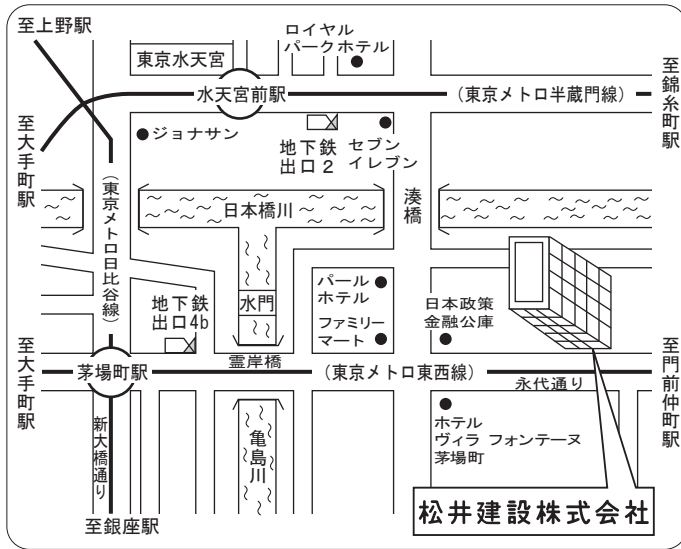 至上野駅
東京水天宮
ロイヤル
パークホテル
水天宮前駅
(東京メトロ半蔵門線)
至錦糸町駅
至大手町駅
ジョナサン
地下鉄
出口2
セブン
イレブン
(東京メトロ日比谷線)
日本橋川
湊橋
地下鉄
出口4b
水門
パール
ホテル
ファミリー
マート
日本政策
金融公庫
至大手町駅
茅場町駅
霊岸橋
(東京メトロ東西線)
永代通り
至門前仲町駅
新大橋通り
亀島川
ホテル
ヴィラ フォンテーヌ
茅場町
至銀座駅
松井建設株式会社